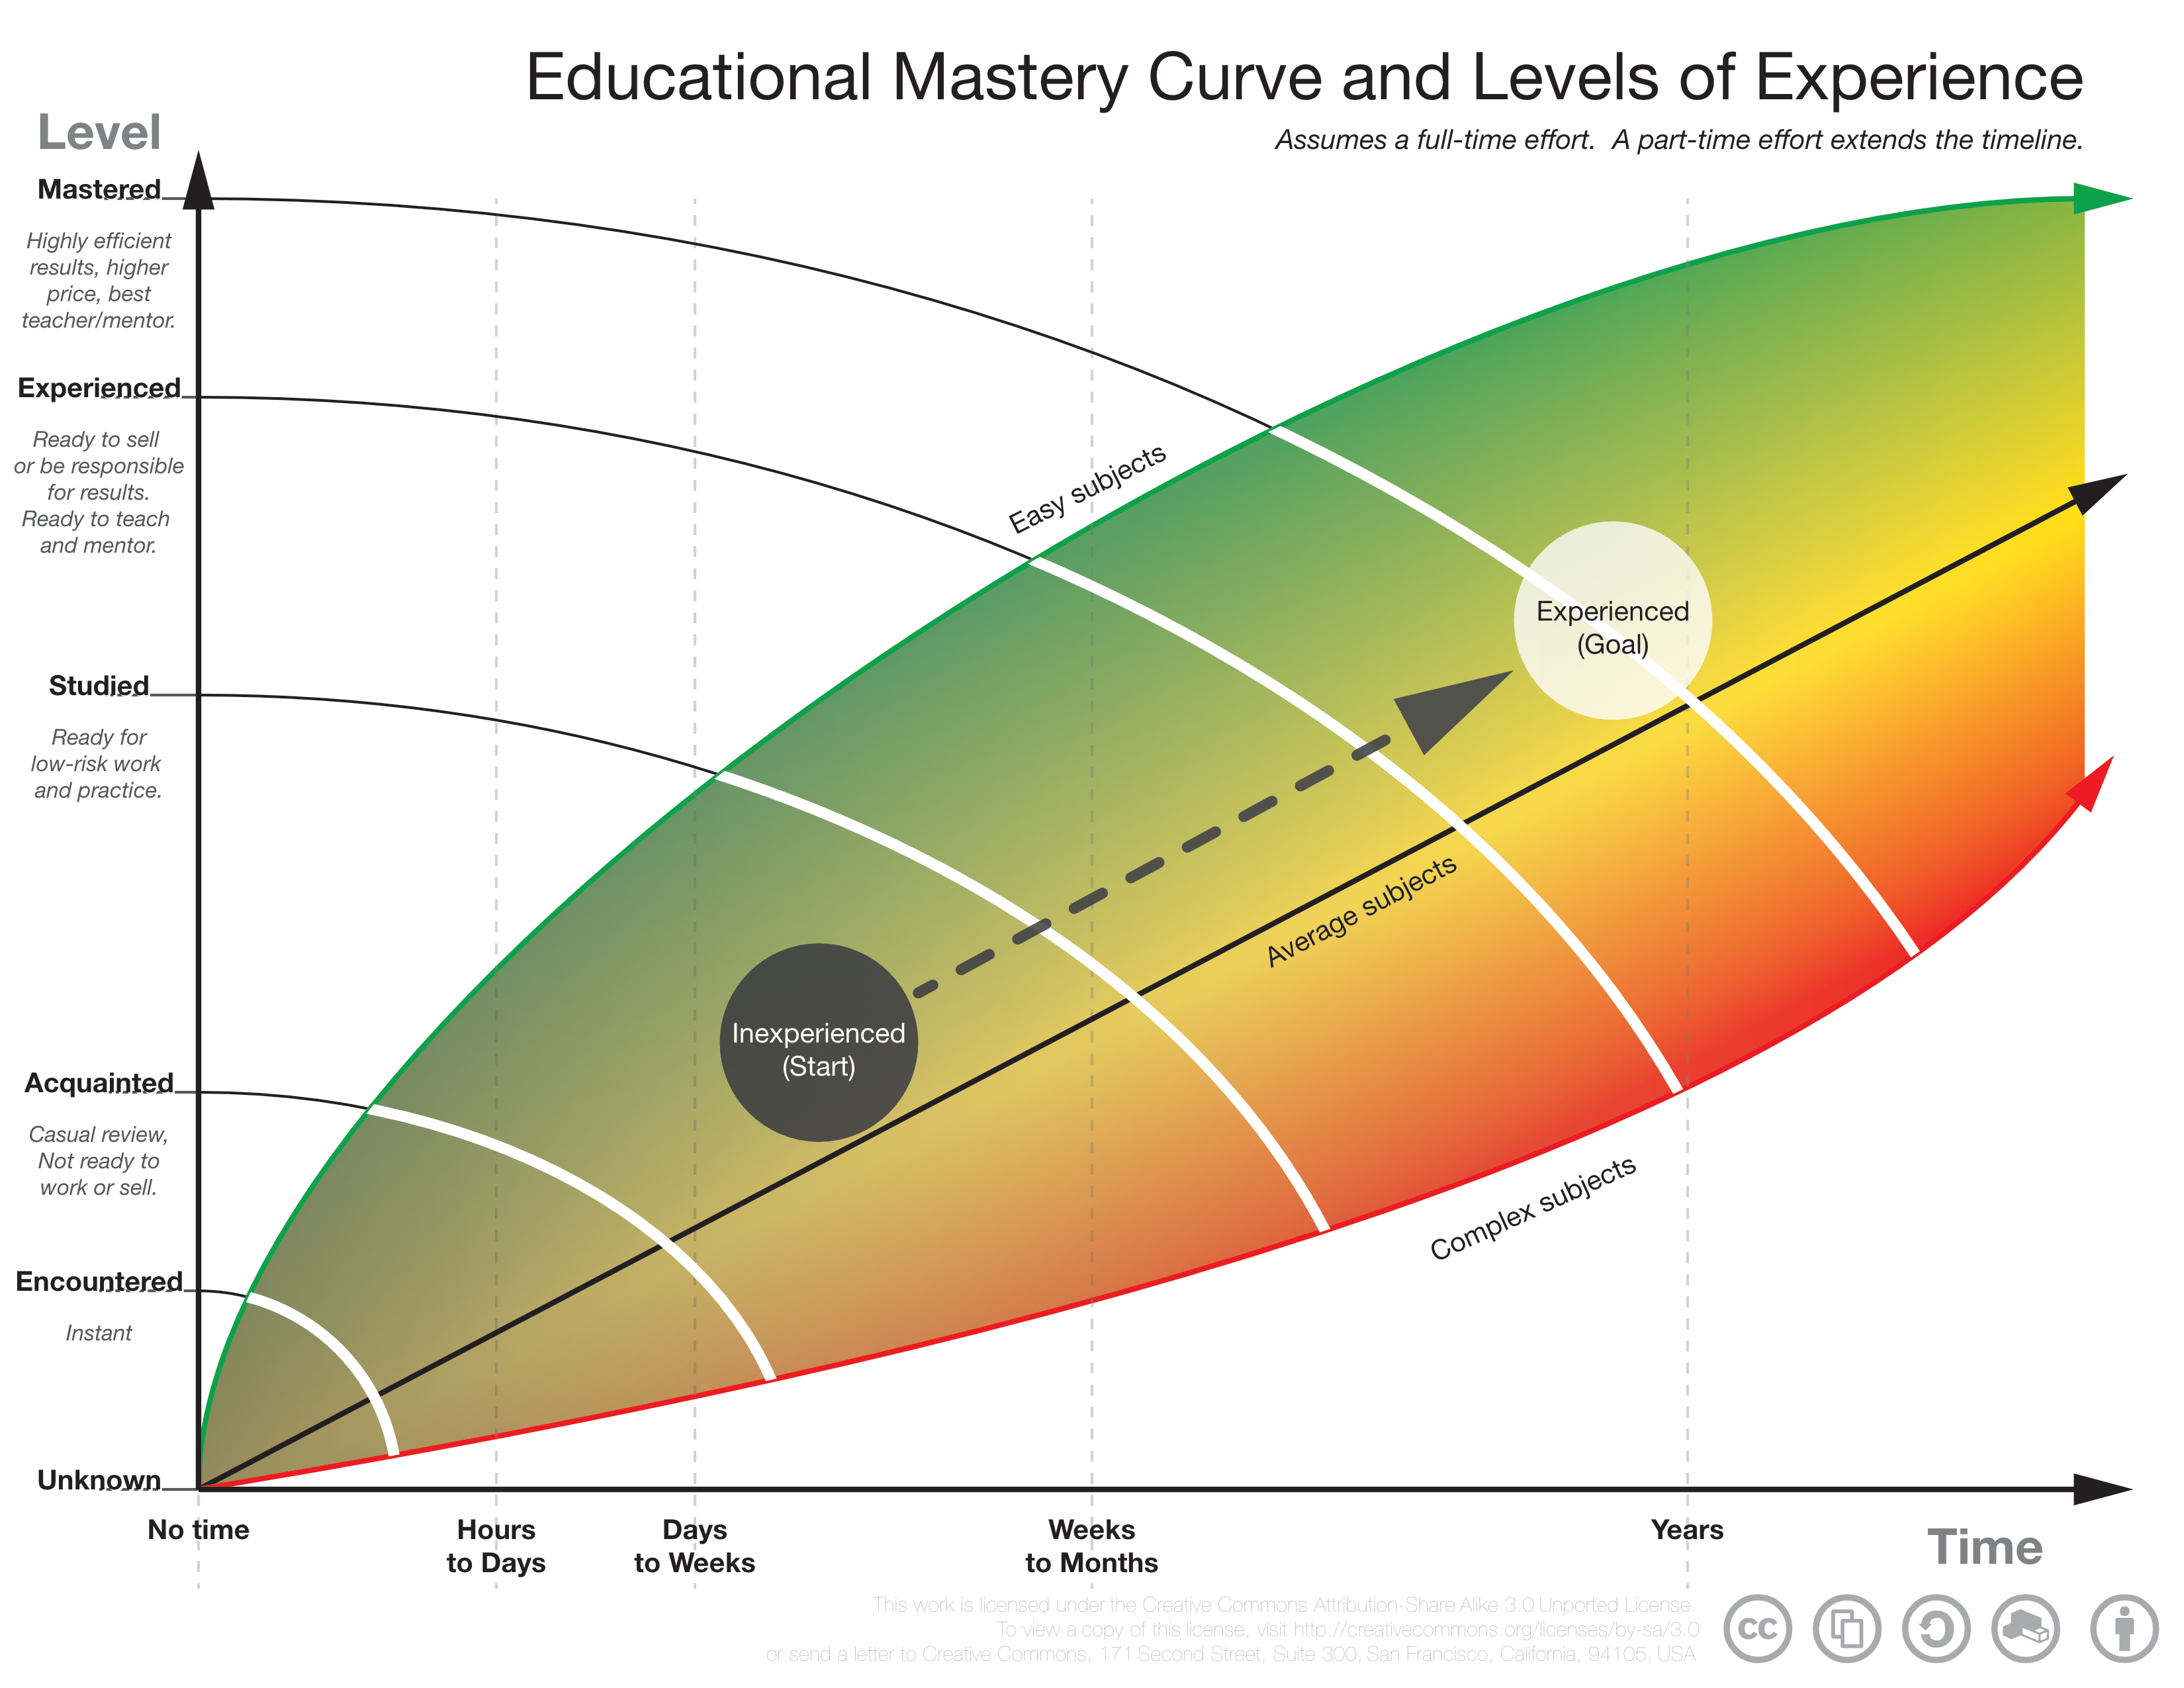 Educational Mastery Curve and Levels of Experience
Assumes a full-time effort.  A part-time effort extends the timeline.
Level
Mastered
Highly efficient
results, higher
price, best
teacher/mentor.
Experienced
Ready to sell
or be responsible
for results.
Ready to teach
and mentor.
Studied
Ready for
low-risk work
and practice.
Acquainted
Casual review,
Not ready to
work or sell.
Encountered
Instant
Unknown
Easy subjects
Experienced
(Goal)
Average subjects
Inexperienced
(Start)
Complex subjects
No time
Hours
to Days
Days
to Weeks
Weeks
to Months
Years
Time
This work is licensed under the Creative Commons Attribution-Share Alike 3.0 Unported License.
To view a copy of this license, visit http://creativecommons.org/licenses/by-sa/3.0
or send a letter to Creative Commons, 171 Second Street, Suite 300, San Francisco, California, 94105, USA
cc